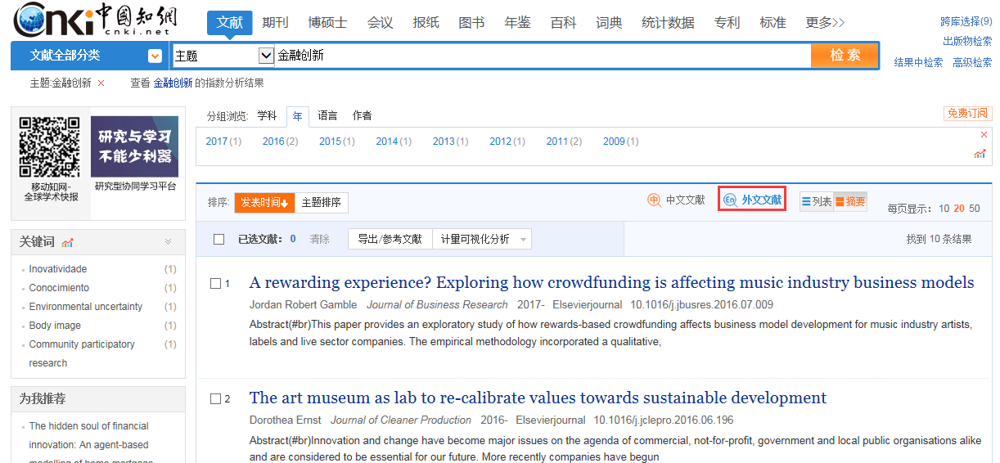 Cnki 中國知網
cnki.net
文献 期刊 博硕士 会议 报纸 图书 年鉴 百科 词典 统计数据 专利 标准 更多>>
跨库选择(9)
出版物检索
文献全部分类 主题 金融创新 检索
结果中检索 高级检索
主题:金融创新 × 查看 金融创新 的指数分析结果
研究与学习
不能少利器
移动知网-
全球学术快报
研究型协同学习平台
分组浏览: 学科 年 语言 作者
免费订阅
2017(1) 2016(2) 2015(1) 2014(1) 2013(1) 2012(1) 2011(2) 2009(1)
排序: 发表时间↓ 主题排序 中 中文文献 En 外文文献 列表 摘要 每页显示: 10 20 50
已选文献: 0 清除 导出/参考文献 计量可视化分析 找到 10 条结果
关键词
Inovatividade (1)
Conocimiento (1)
Environmental uncertainty (1)
Body image (1)
Community participatory (1)
research
为我推荐
The hidden soul of financial
innovation: An agent-based
modelling of home mortgage
1 A rewarding experience? Exploring how crowdfunding is affecting music industry business models
Jordan Robert Gamble Journal of Business Research 2017- Elsevierjournal 10.1016/j.jbusres.2016.07.009
Abstract(#br)This paper provides an exploratory study of how rewards-based crowdfunding affects business model development for music industry artists,
labels and live sector companies. The empirical methodology incorporated a qualitative,
2 The art museum as lab to re-calibrate values towards sustainable development
Dorothea Ernst Journal of Cleaner Production 2016- Elsevierjournal 10.1016/j.jclepro.2016.06.196
Abstract(#br)Innovation and change have become major issues on the agenda of commercial, not-for-profit, government and local public organisations alike
and are considered to be essential for our future. More recently companies have begun